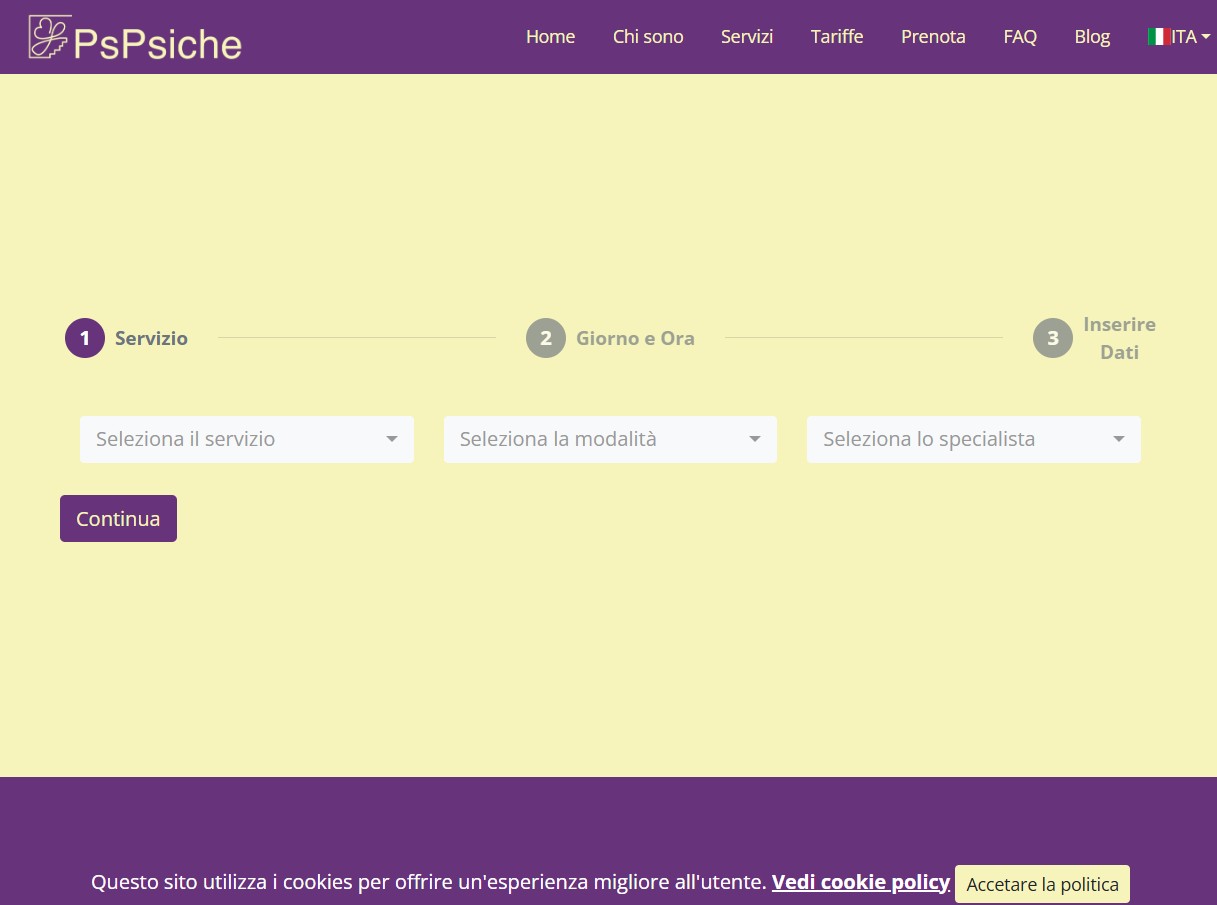 PsPsiche
Home Chi sono Servizi Tariffe Prenota FAQ Blog ITA
1 Servizio
2 Giorno e Ora
3 Inserire
Dati
Seleziona il servizio
Seleziona la modalità
Seleziona lo specialista
Continua
Questo sito utilizza i cookies per offrire un'esperienza migliore all'utente. Vedi cookie policy
Accetare la politica